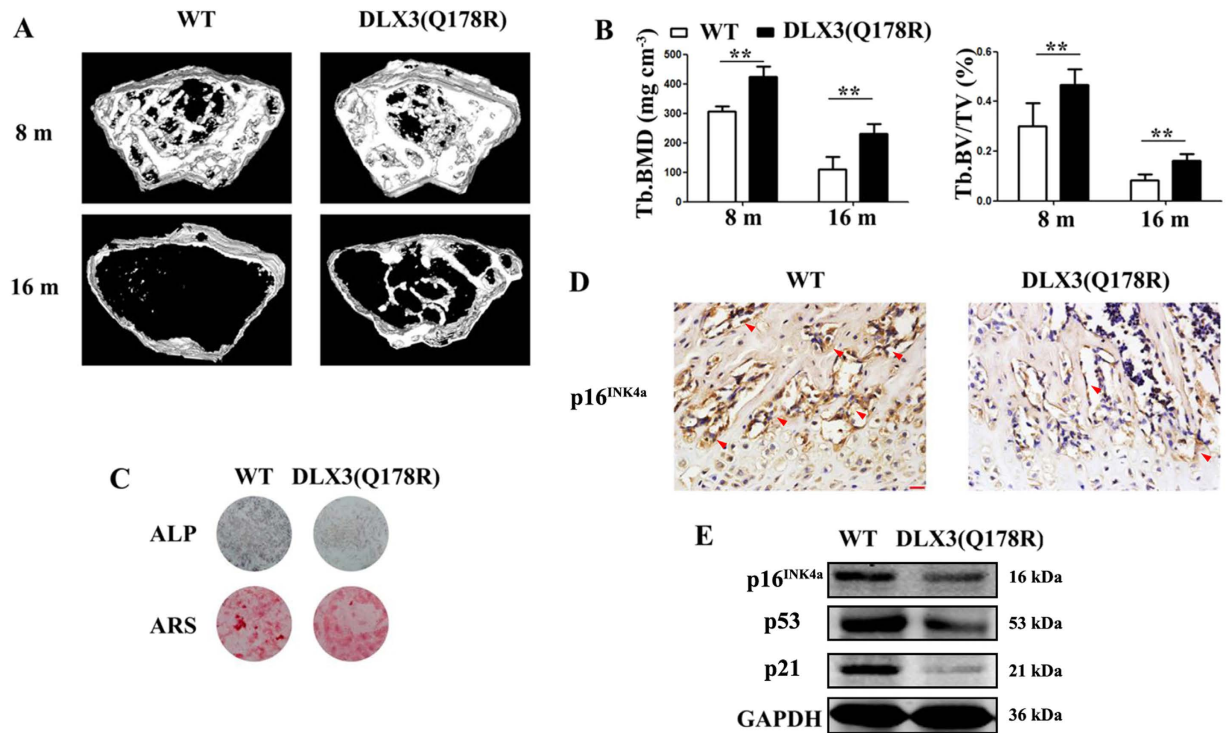 A
WT DLX3(Q178R)
8 m
16 m
B
WT DLX3(Q178R)
Tb.BMD (mg cm⁻³)
500
400
300
200
100
0
**
**
8 m 16 m
Tb.BV/TV (%)
0.6
0.4
0.2
0.0
**
**
8 m 16 m
C
WT DLX3(Q178R)
ALP
ARS
D
WT DLX3(Q178R)
p16ᴵᴺᴷ⁴ᵃ
E
WT DLX3(Q178R)
p16ᴵᴺᴷ⁴ᵃ 16 kDa
p53 53 kDa
p21 21 kDa
GAPDH 36 kDa